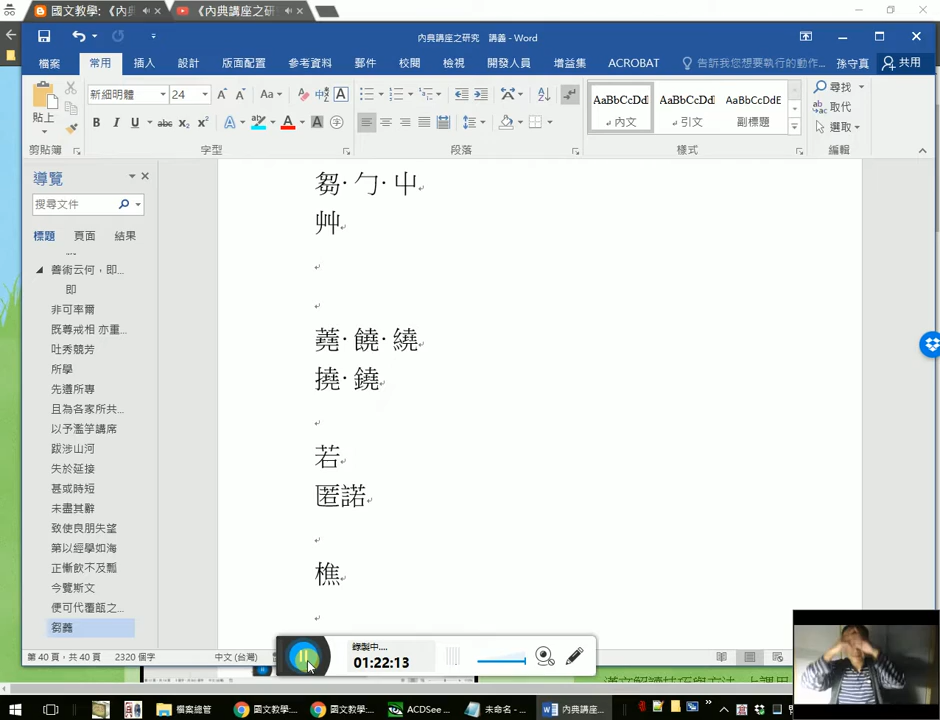 國文教學: 《內典
《內典講座之研
內典講座之研究　講義 - Word
檔案 常用 插入 設計 版面配置 參考資料 郵件 校閱 檢視 開發人員 增益集 ACROBAT 告訴我您想要執行的動作... 孫守真 共用
新細明體 24
貼上
AaBbCcDd AaBbCcDd AaBbCcDdE
內文 引文 副標題
尋找
取代
選取
剪貼簿 字型 段落 樣式 編輯
導覽
搜尋文件
標題 頁面 結果
善術云何，即...
即
非可率爾
既尊戒相 亦重...
吐秀競芳
所學
先遵所專
且為各家所共...
以予濫竽講席
跋涉山河
失於延接
甚或時短
未盡其辭
致使良朋失望
第以經學如海
正慚飲不及瓢
今覽斯文
便可代覆瓿之...
芻蕘
芻· 勹· 屮
艸
蕘· 饒· 繞
撓· 鐃
若
匿諾
樵
第 40 頁，共 40 頁 2320 個字 中文 (台灣)
錄製中....
01:22:13
檔案總管 國文教學:... 《內典講... ACDSee ... 未命名 - ... 內典講座...